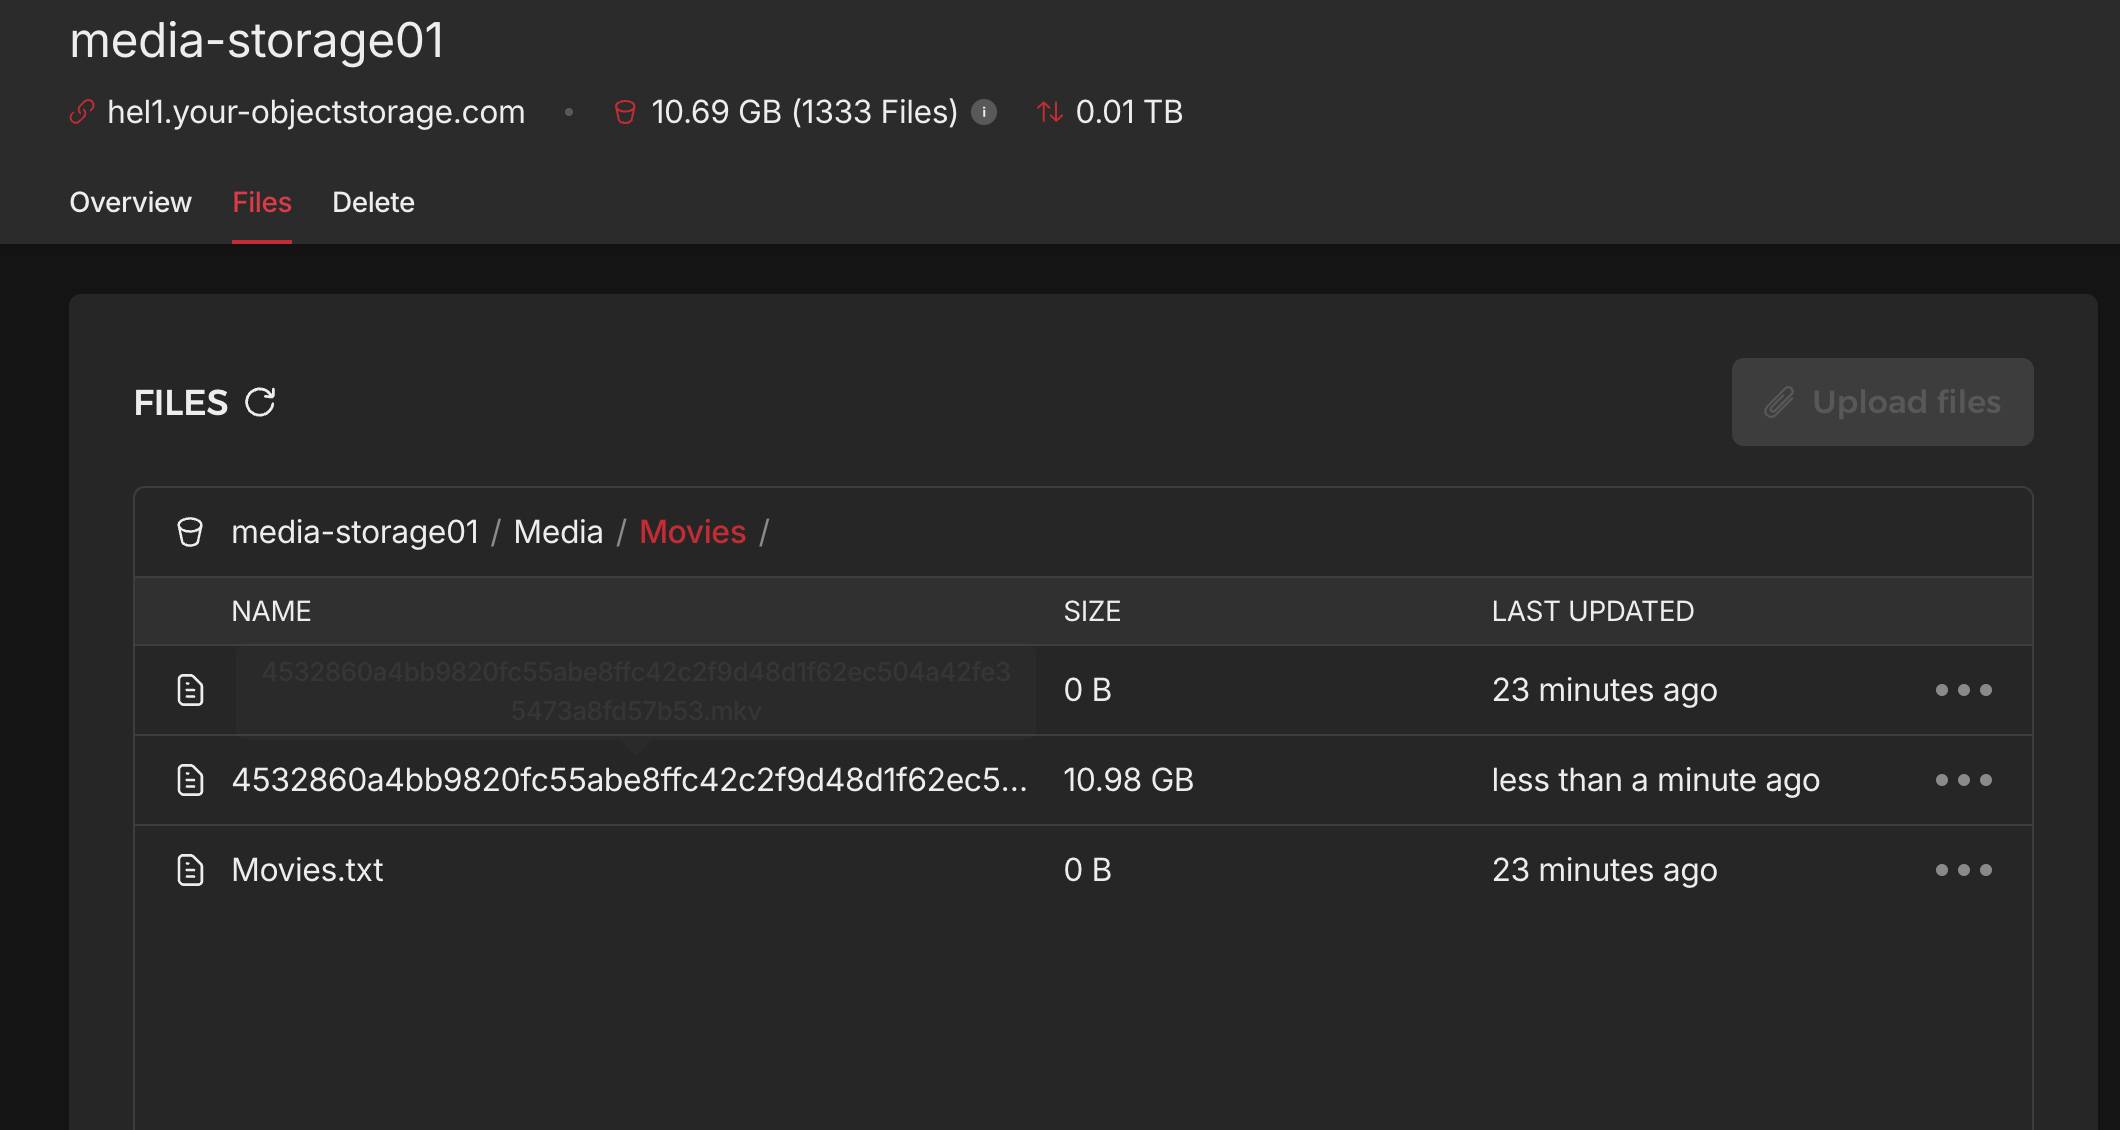 media-storage01
hel1.your-objectstorage.com • 10.69 GB (1333 Files) i 0.01 TB
Overview Files Delete
FILES Upload files
media-storage01 / Media / Movies /
NAME SIZE LAST UPDATED
4532860a4bb9820fc55abe8ffc42c2f9d48d1f62ec504a42fe3
5473a8fd57b53.mkv
0 B 23 minutes ago
4532860a4bb9820fc55abe8ffc42c2f9d48d1f62ec5... 10.98 GB less than a minute ago
Movies.txt 0 B 23 minutes ago